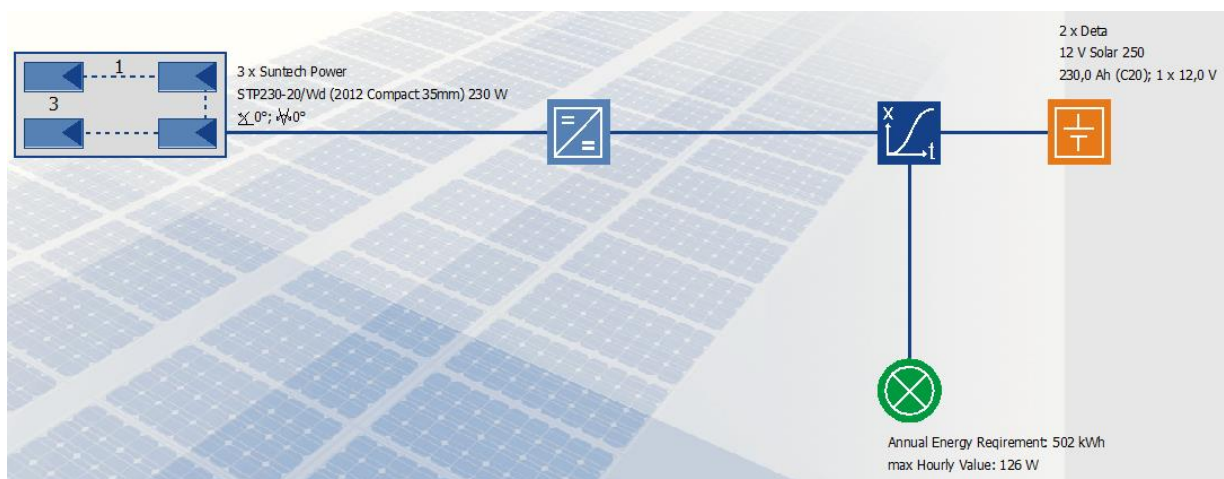 1
3
3 x Suntech Power
STP230-20/Wd (2012 Compact 35mm) 230 W
0°; 0°
2 x Deta
12 V Solar 250
230,0 Ah (C20); 1 x 12,0 V
x
t
Annual Energy Reqirement: 502 kWh
max Hourly Value: 126 W